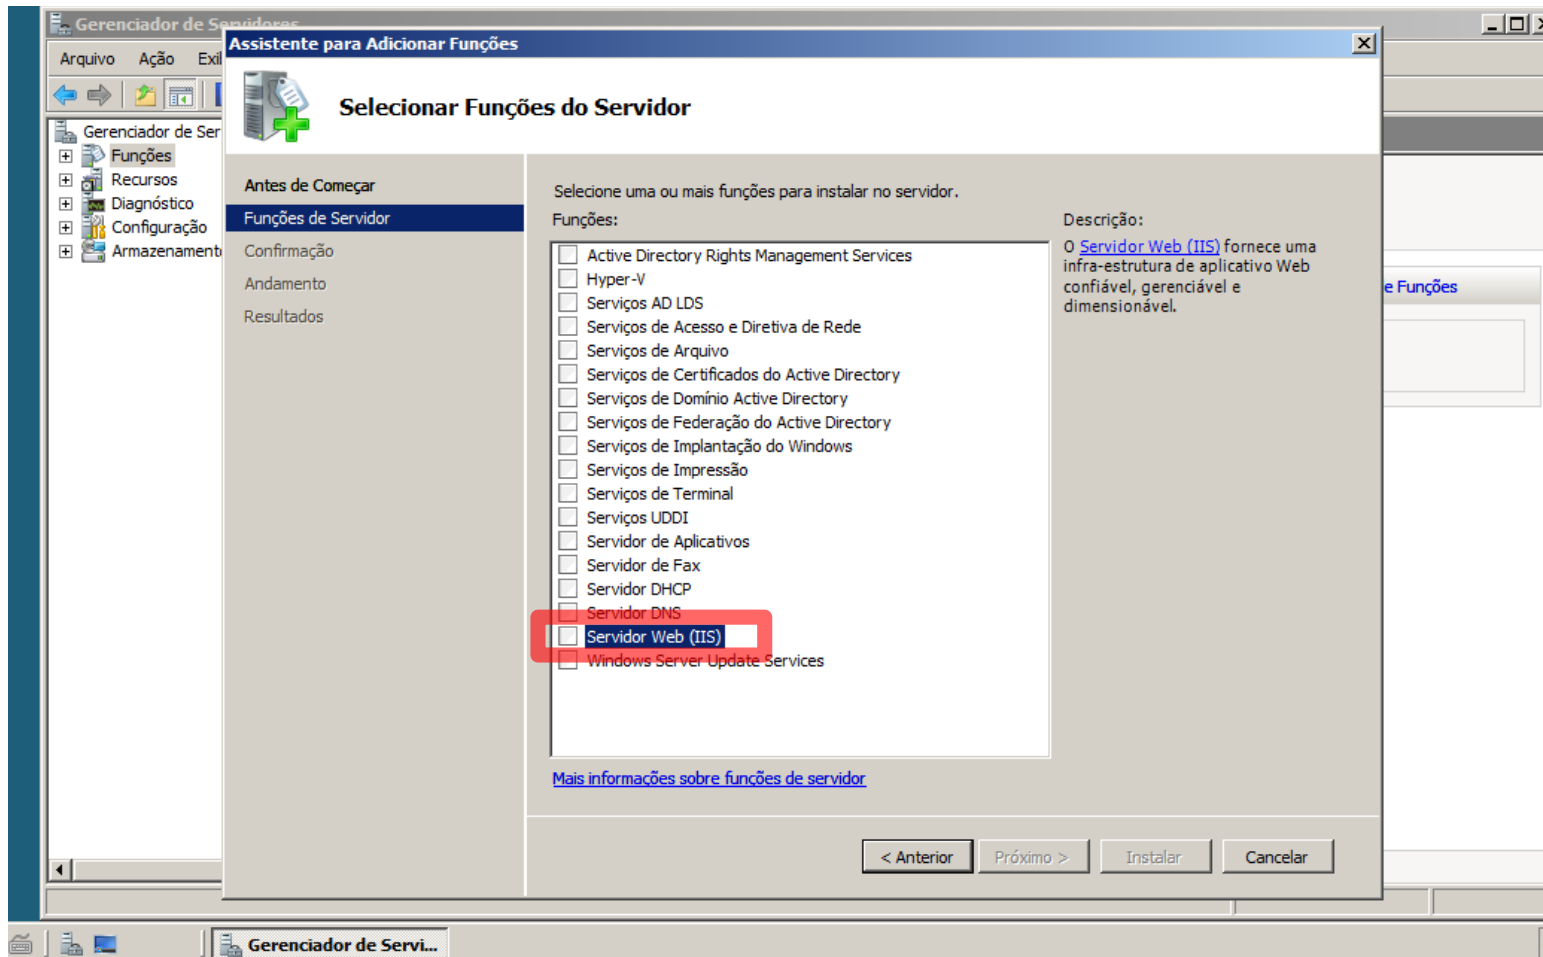 Gerenciador de Servidores
Assistente para Adicionar Funções
Arquivo Ação Exi
Selecionar Funções do Servidor
Gerenciador de Ser
Funções
Recursos
Diagnóstico
Configuração
Armazenament
Antes de Começar
Funções de Servidor
Confirmação
Andamento
Resultados
Selecione uma ou mais funções para instalar no servidor.
Funções:
Active Directory Rights Management Services
Hyper-V
Serviços AD LDS
Serviços de Acesso e Diretiva de Rede
Serviços de Arquivo
Serviços de Certificados do Active Directory
Serviços de Domínio Active Directory
Serviços de Federação do Active Directory
Serviços de Implantação do Windows
Serviços de Impressão
Serviços de Terminal
Serviços UDDI
Servidor de Aplicativos
Servidor de Fax
Servidor DHCP
Servidor DNS
Servidor Web (IIS)
Windows Server Update Services
Mais informações sobre funções de servidor
Descrição:
O Servidor Web (IIS) fornece uma
infra-estrutura de aplicativo Web
confiável, gerenciável e
dimensionável.
e Funções
< Anterior
Próximo >
Instalar
Cancelar
Gerenciador de Servi...